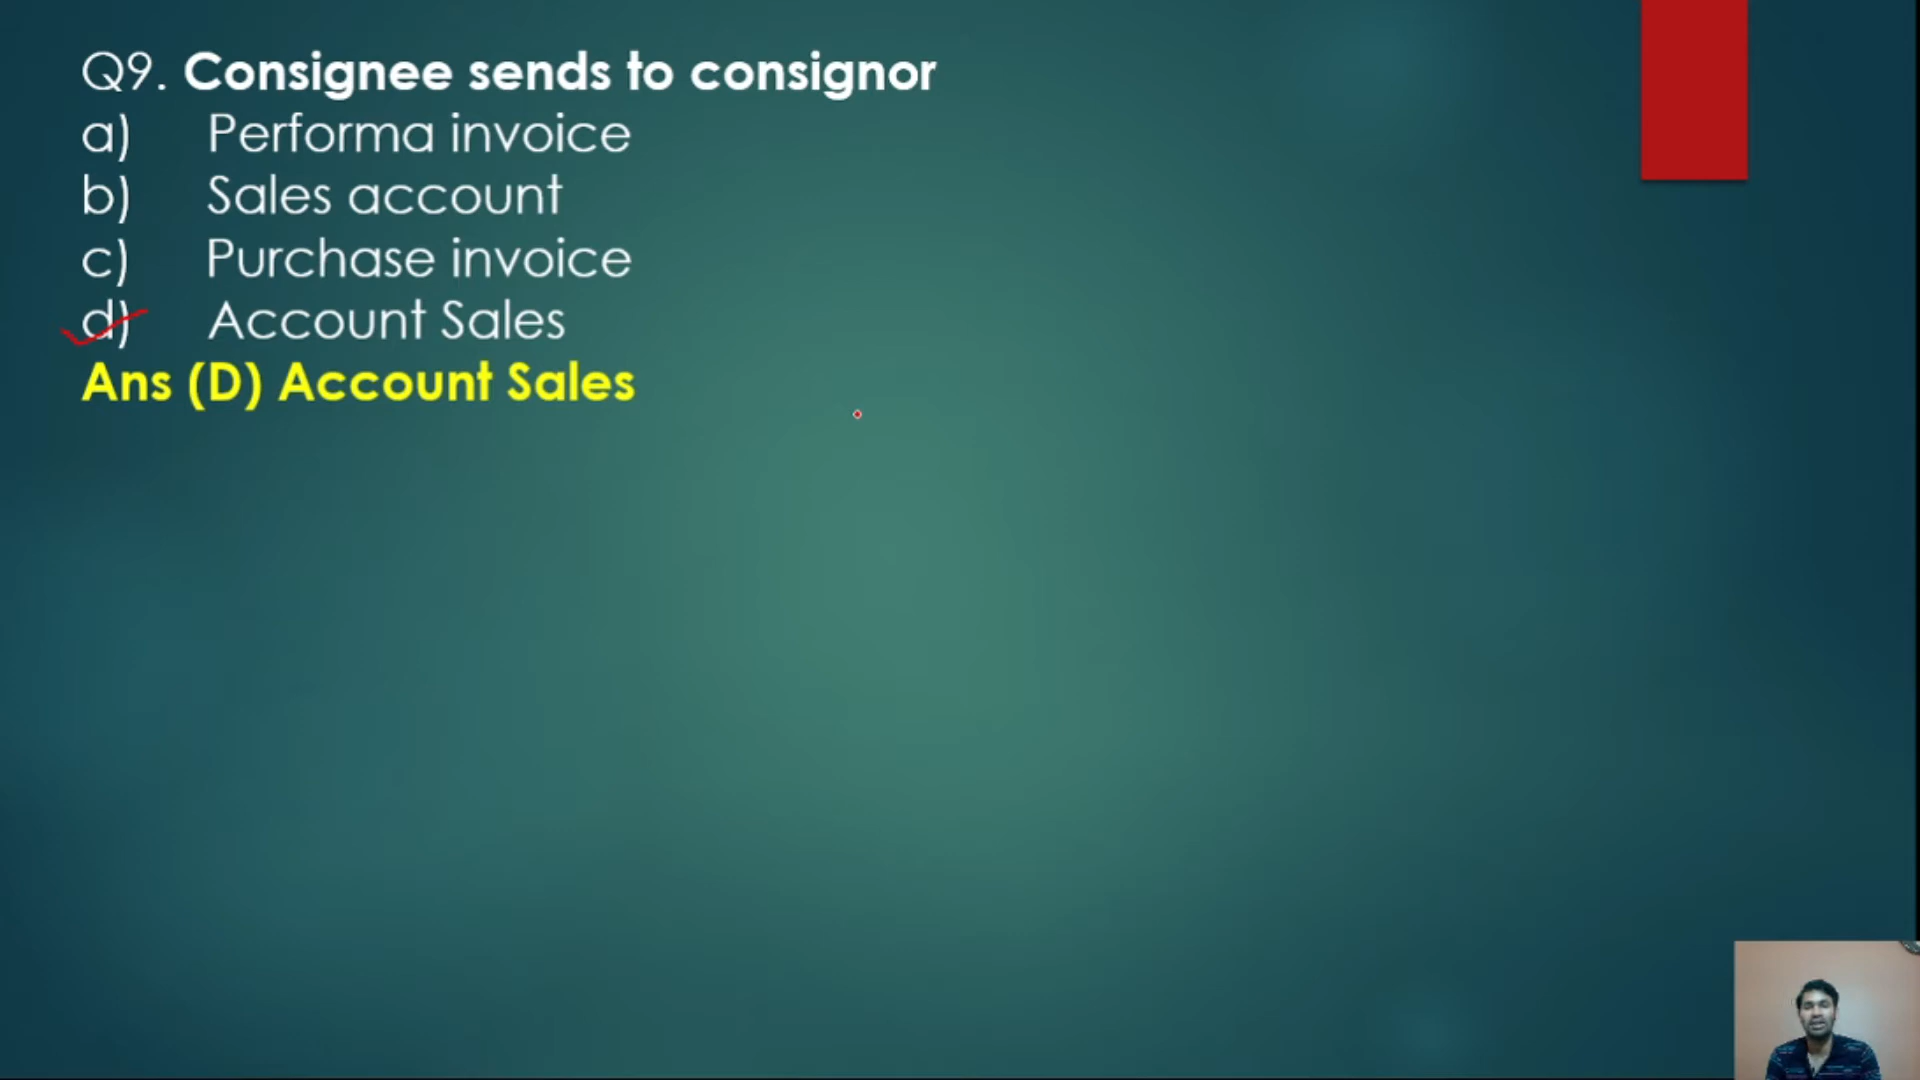 Q9. Consignee sends to consignor
a) Performa invoice
b) Sales account
c) Purchase invoice
d) Account Sales
Ans (D) Account Sales